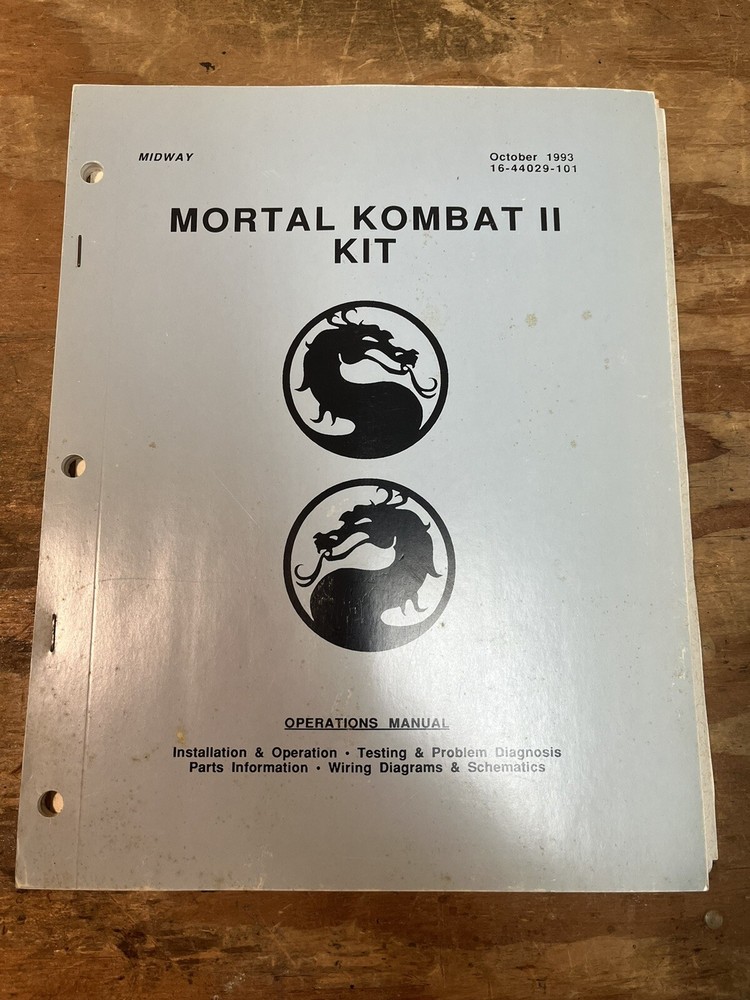 MIDWAY
October 1993
16-44029-101
MORTAL KOMBAT II
KIT
OPERATIONS MANUAL
Installation & Operation • Testing & Problem Diagnosis
Parts Information • Wiring Diagrams & Schematics